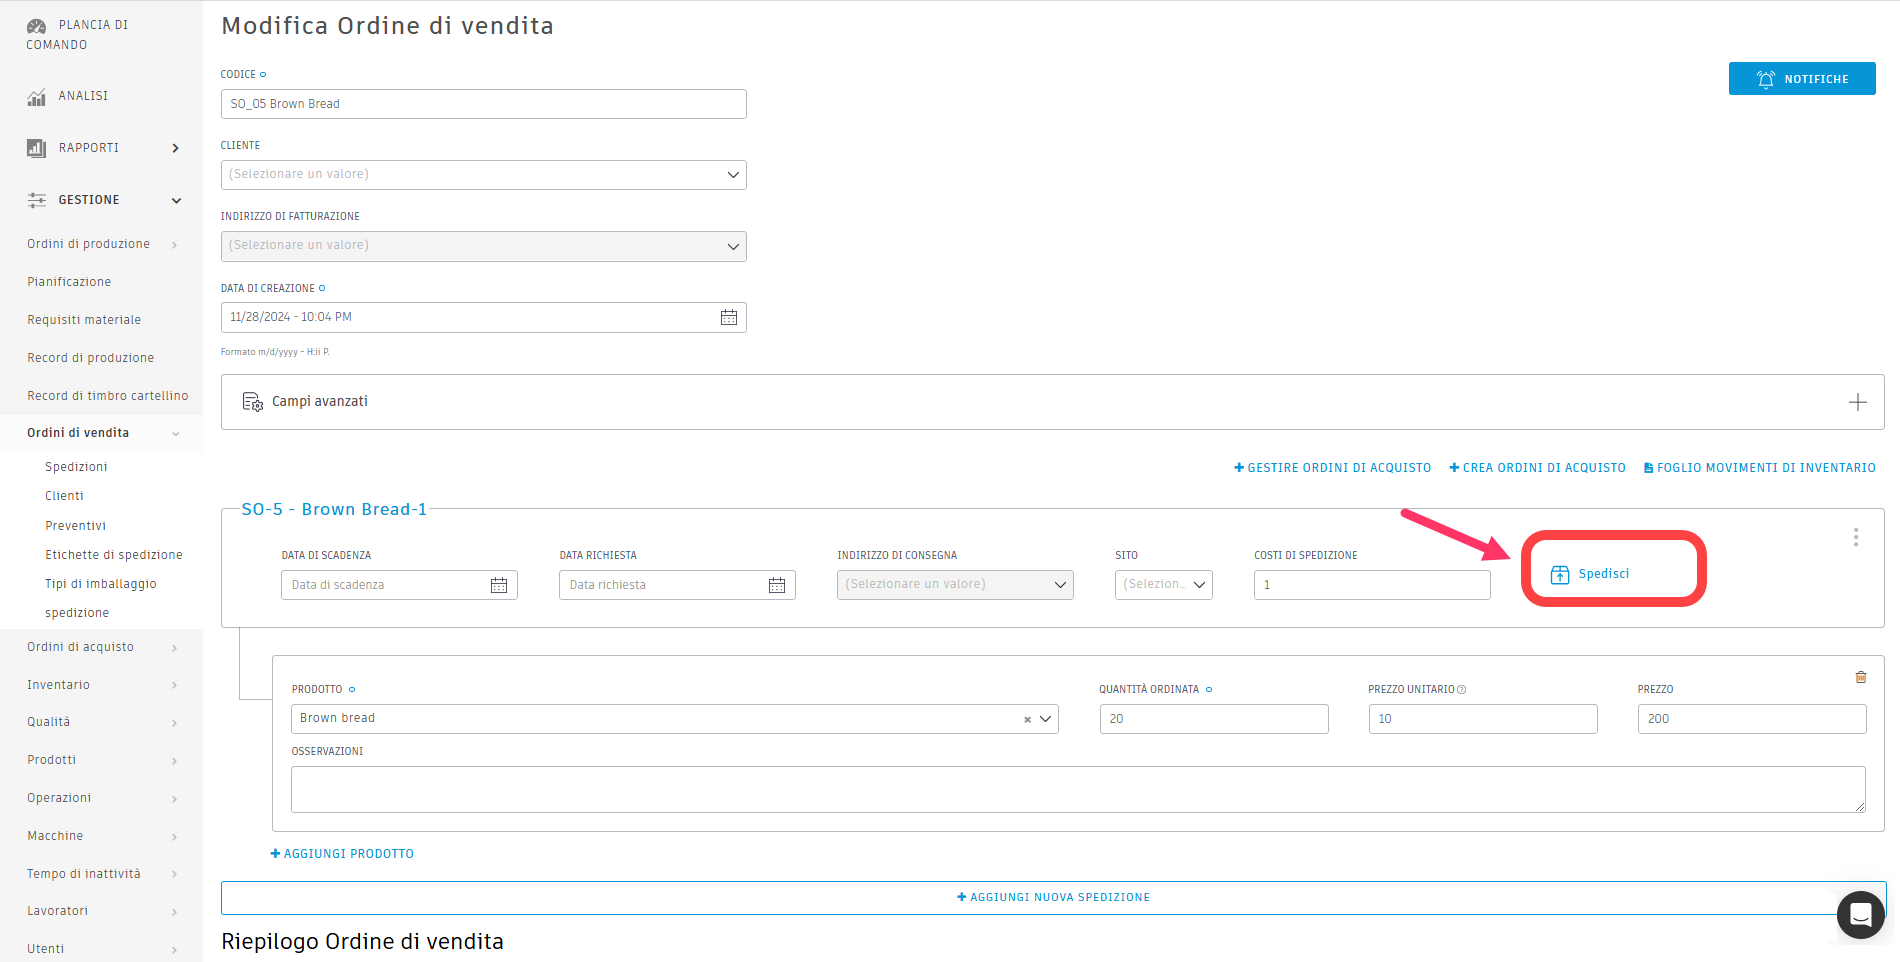 PLANCIA DI
COMANDO
ANALISI
RAPPORTI
GESTIONE
Ordini di produzione
Pianificazione
Requisiti materiale
Record di produzione
Record di timbro cartellino
Ordini di vendita
Spedizioni
Clienti
Preventivi
Etichette di spedizione
Tipi di imballaggio
spedizione
Ordini di acquisto
Inventario
Qualità
Prodotti
Operazioni
Macchine
Tempo di inattività
Lavoratori
Utenti
Modifica Ordine di vendita
NOTIFICHE
CODICE
SO_05 Brown Bread
CLIENTE
(Selezionare un valore)
INDIRIZZO DI FATTURAZIONE
(Selezionare un valore)
DATA DI CREAZIONE
11/28/2024 - 10:04 PM
Formato m/d/yyyy - H:ii P.
Campi avanzati
GESTIRE ORDINI DI ACQUISTO CREA ORDINI DI ACQUISTO FOGLIO MOVIMENTI DI INVENTARIO
SO-5 - Brown Bread-1
DATA DI SCADENZA DATA RICHIESTA INDIRIZZO DI CONSEGNA SITO COSTI DI SPEDIZIONE
Data di scadenza Data richiesta (Selezionare un valore) (Selezion... 1 Spedisci
PRODOTTO QUANTITÀ ORDINATA PREZZO UNITARIO PREZZO
Brown bread 20 10 200
OSSERVAZIONI
+ AGGIUNGI PRODOTTO
+ AGGIUNGI NUOVA SPEDIZIONE
Riepilogo Ordine di vendita